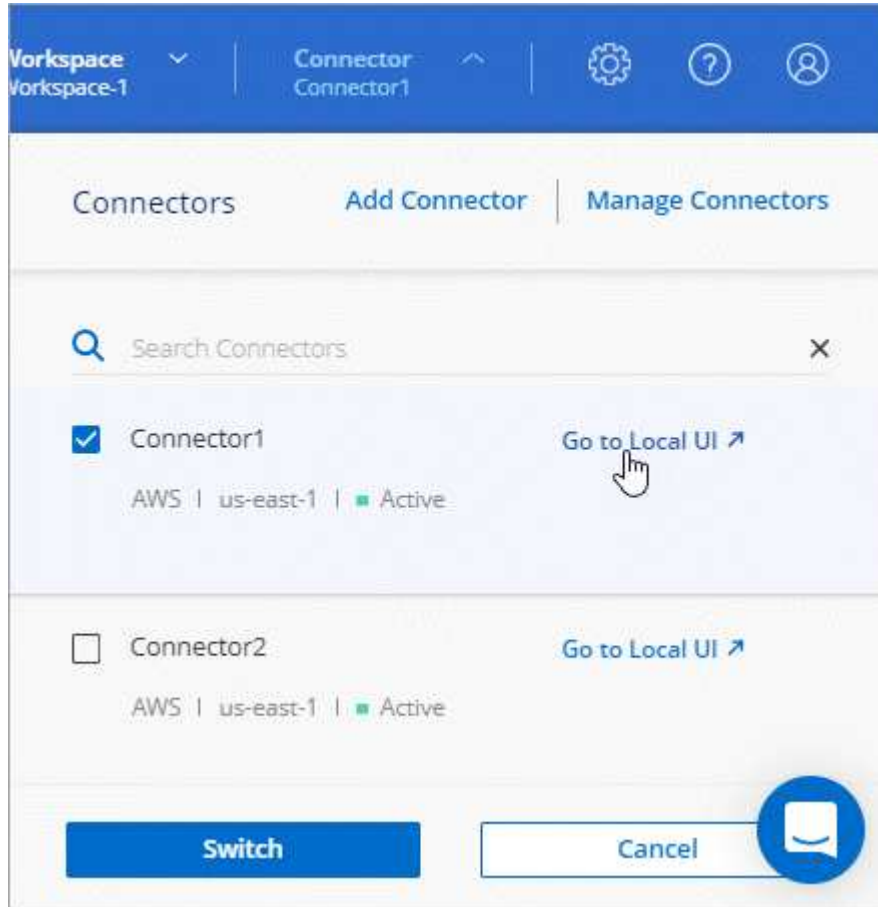 Workspace
Workspace-1
Connector
Connector1
Connectors
Add Connector
Manage Connectors
Search Connectors
Connector1
Go to Local UI
AWS | us-east-1 | Active
Connector2
Go to Local UI
AWS | us-east-1 | Active
Switch
Cancel